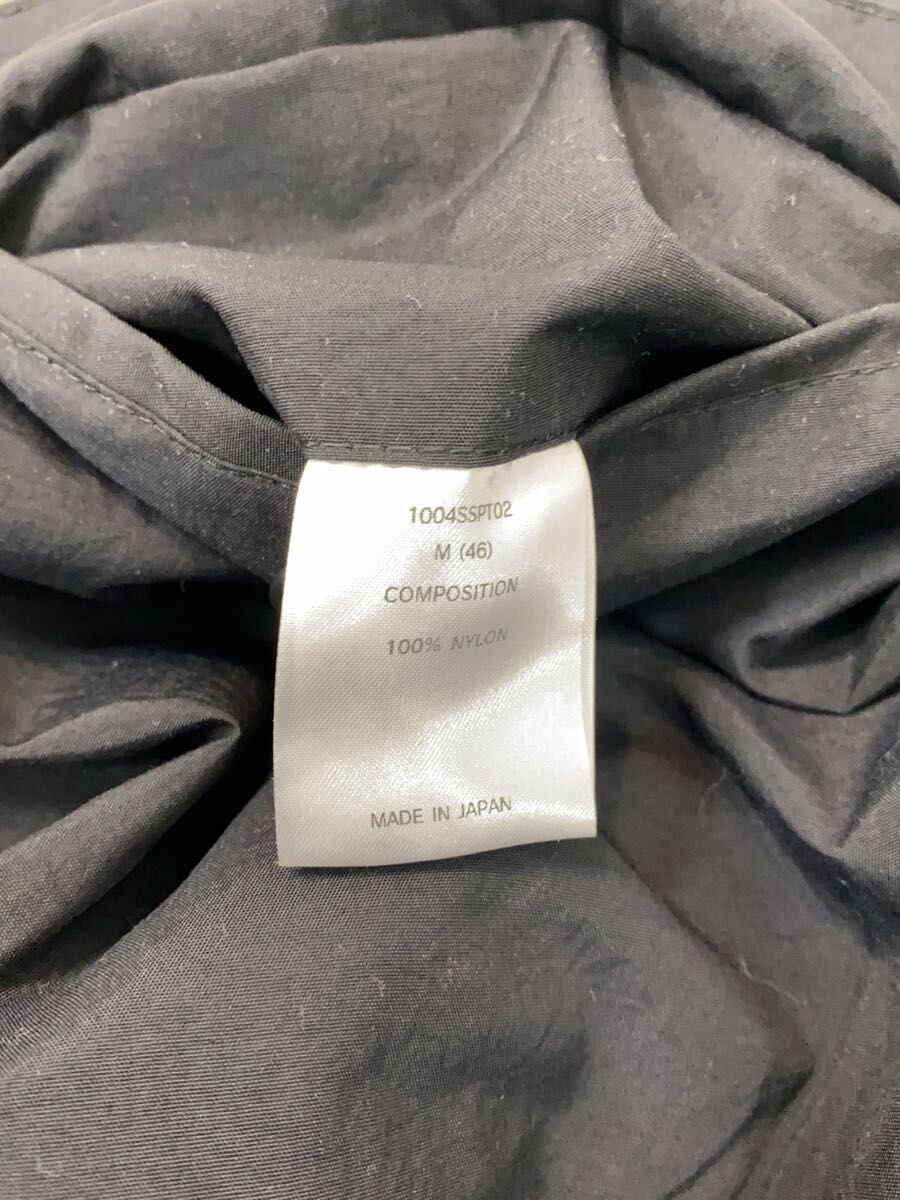 1004SSPT02
M (46)
COMPOSITION
100% NYLON
MADE IN JAPAN